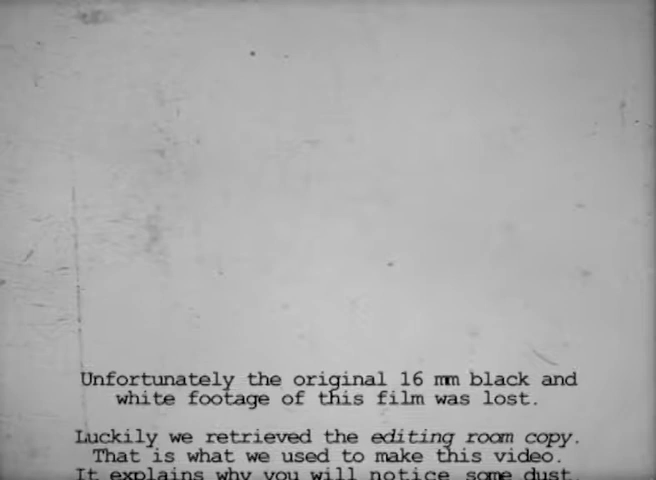 Unfortunately the original 16 mm black and
white footage of this film was lost.
Luckily we retrieved the editing room copy.
That is what we used to make this video.
It explains why you will notice some dust,